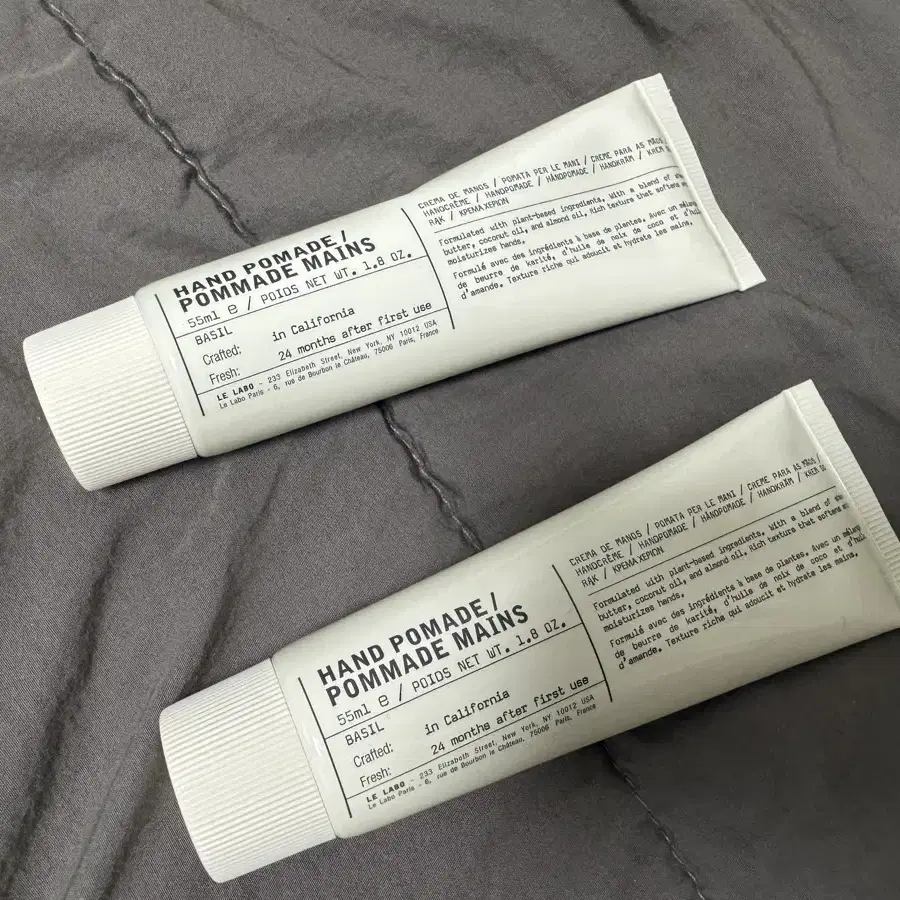 HAND POMADE /
POMMADE MAINS
55ml e / POIDS NET WT. 1.8 OZ.
BASIL
Crafted: in California
Fresh: 24 months after first use
LE LABO - 233 Elizabeth Street, New York, NY 10012 USA
Le Labo Paris - 6, rue de Bourbon le Château, 75006 Paris, France
CREMA DE MANOS / POMATA PER LE MANI / CREME PARA AS MÃOS
HANDCRÈME / HANDPOMADE / HÅNDPOMADE / HANDKRÄM / KREM
RĄK / КРЕМА ХЕРИОН
Formulated with plant-based ingredients. With a blend of
butter, coconut oil, and almond oil. Rich texture that softens
moisturizes hands.
Formulé avec des ingrédients à base de plantes. Avec un
de beurre de karité, d'huile de noix de coco et
d'amande. Texture riche qui adoucit et hydrate les mains.
HAND POMADE /
POMMADE MAINS
55ml e / POIDS NET WT. 1.8 OZ.
BASIL
Crafted: in California
Fresh: 24 months after first use
LE LABO - 233 Elizabeth Street, New York, NY 10012 USA
Le Labo Paris - 6, rue de Bourbon le Château, 75006 Paris, France
CREMA DE MANOS / POMATA PER LE MANI / CREME PARA AS MÃOS /
HANDCRÈME / HANDPOMADE / HÅNDPOMADE / HANDKRÄM / KREM DO
RĄK / КРЕМА ХЕРИОН
Formulated with plant-based ingredients. With a blend of
butter, coconut oil, and almond oil. Rich texture that softens
moisturizes hands.
Formulé avec des ingrédients à base de plantes. Avec un
de beurre de karité, d'huile de noix de coco et d'huile
d'amande. Texture riche qui adoucit et hydrate les mains.